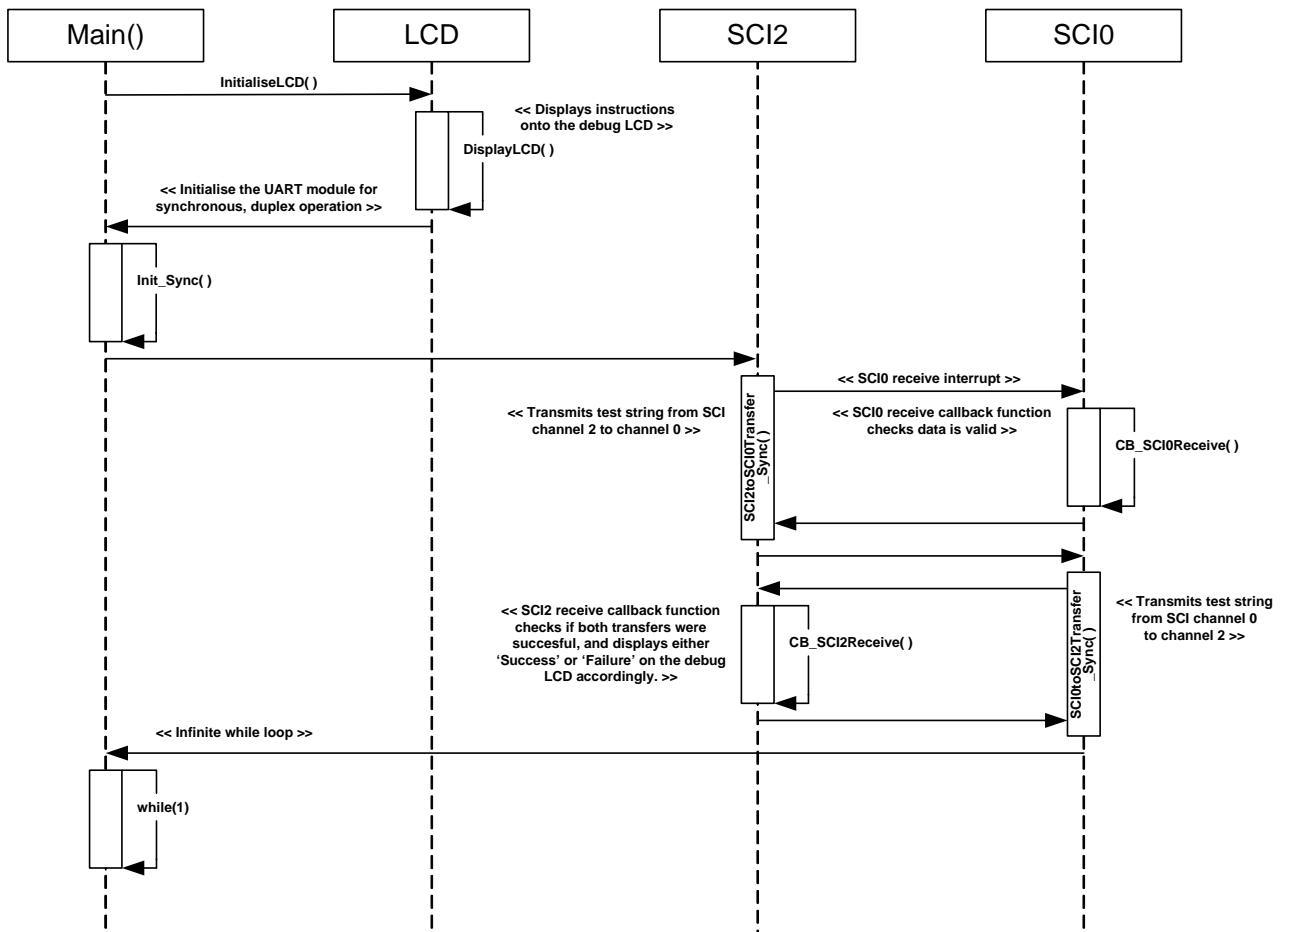 Main()
LCD
SCI2
SCI0
InitialiseLCD( )
<< Displays instructions
onto the debug LCD >>
DisplayLCD( )
<< Initialise the UART module for
synchronous, duplex operation >>
Init_Sync( )
<< SCI0 receive interrupt >>
<< Transmits test string from SCI
channel 2 to channel 0 >>
SCI2toSCI0Transfer
_Sync( )
<< SCI0 receive callback function
checks data is valid >>
CB_SCI0Receive( )
<< SCI2 receive callback function
checks if both transfers were
succesful, and displays either
‘Success’ or ‘Failure’ on the debug
LCD accordingly. >>
CB_SCI2Receive( )
SCI0toSCI2Transfer
_Sync( )
<< Transmits test string
from SCI channel 0
to channel 2 >>
<< Infinite while loop >>
while(1)